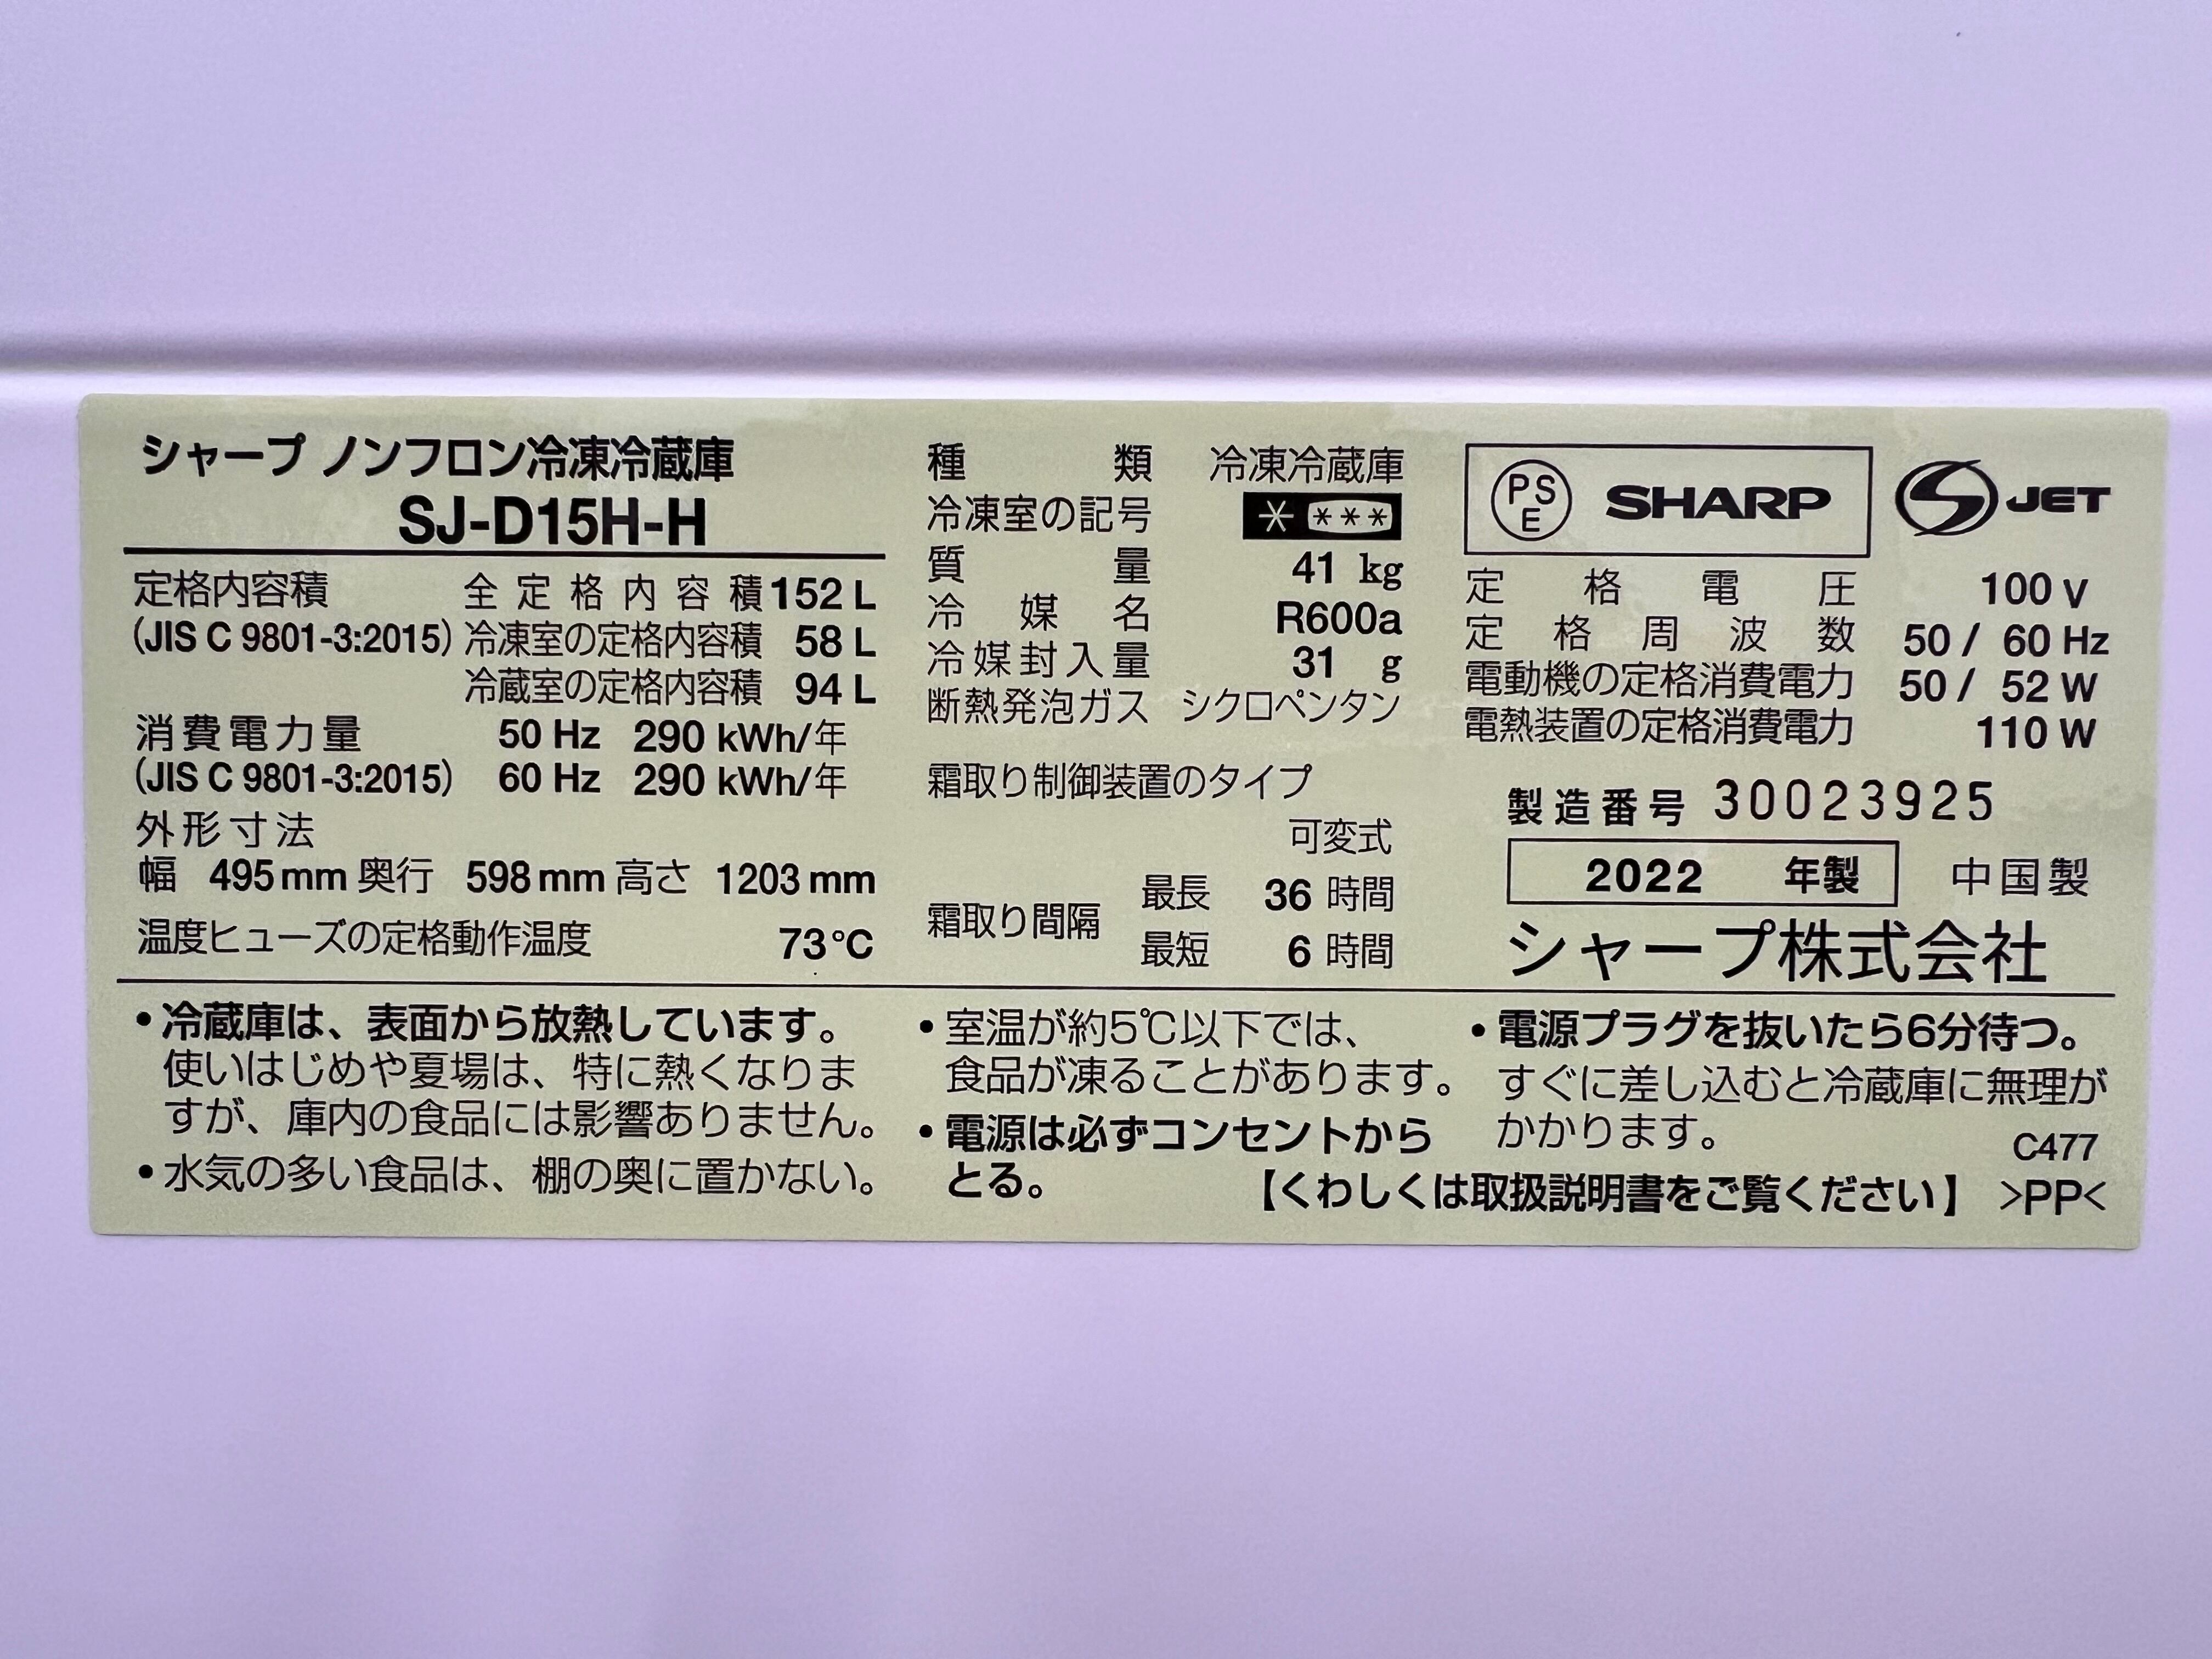 シャープ ノンフロン冷凍冷蔵庫
SJ-D15H-H
定格内容積 全定格内容積 152 L
(JIS C 9801-3:2015) 冷凍室の定格内容積 58 L
冷蔵室の定格内容積 94 L
消費電力量 50 Hz 290 kWh/年
(JIS C 9801-3:2015) 60 Hz 290 kWh/年
外形寸法
幅 495 mm 奥行 598 mm 高さ 1203 mm
温度ヒューズの定格動作温度 73℃
種類 冷凍冷蔵庫
冷凍室の記号 * ***
質量 41 kg
冷媒名 R600a
冷媒封入量 31 g
断熱発泡ガス シクロペンタン
霜取り制御装置のタイプ
可変式
霜取り間隔 最長 36 時間
最短 6 時間
PSE SHARP S JET
定格電圧 100 V
定格周波数 50 / 60 Hz
電動機の定格消費電力 50 / 52 W
電熱装置の定格消費電力 110 W
製造番号 30023925
2022 年製 中国製
シャープ株式会社
•冷蔵庫は、表面から放熱しています。
使いはじめや夏場は、特に熱くなりま
すが、庫内の食品には影響ありません。
•水気の多い食品は、棚の奥に置かない。
•室温が約5℃以下では、
食品が凍ることがあります。
•電源は必ずコンセントから
とる。
•電源プラグを抜いたら6分待つ。
すぐに差し込むと冷蔵庫に無理が
かかります。
C477
【くわしくは取扱説明書をご覧ください】 >PP<